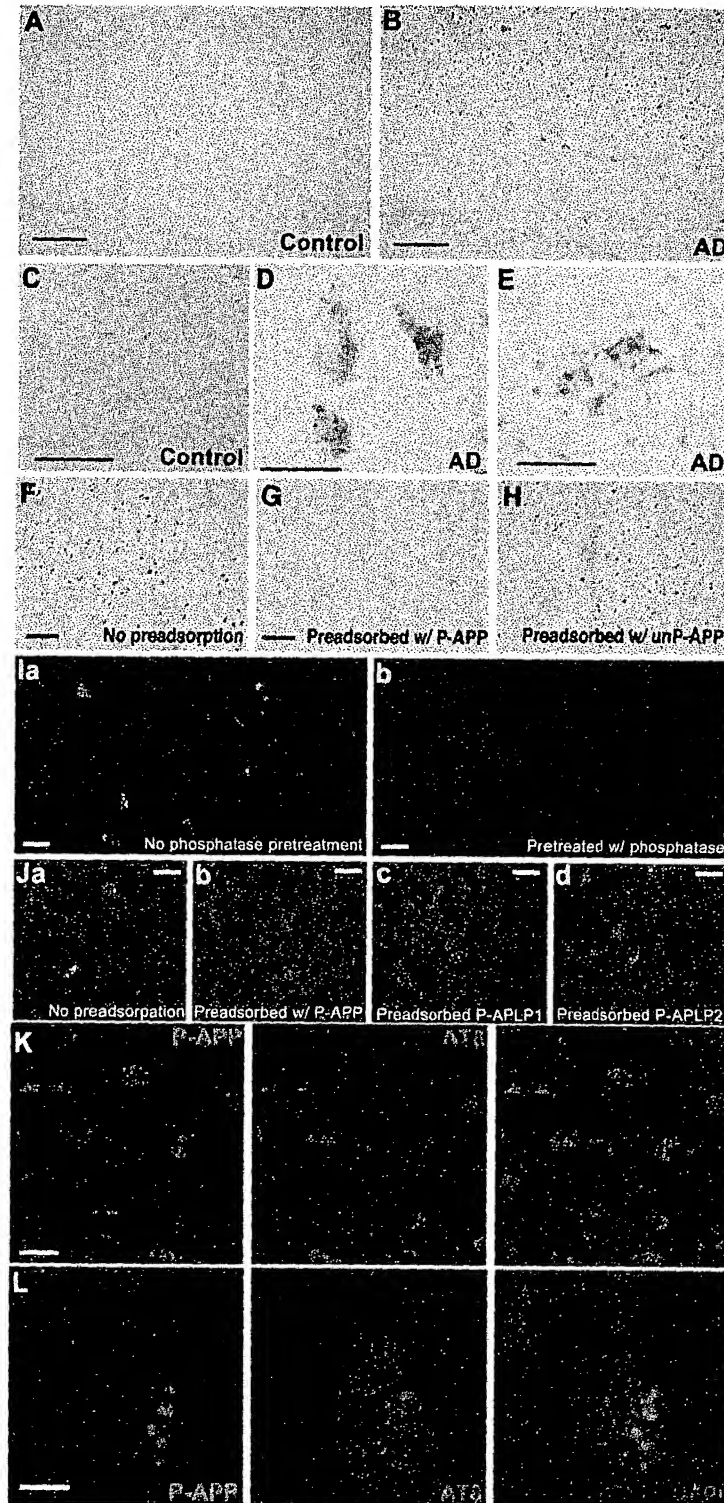 A
B
Control
AD
C
D
E
Control
AD
AD
F
G
H
No preadsorption
Preadsorbed w/ P-APP
Preadsorbed w/ unP-APP
Ia
b
No phosphatase pretreatment
Pretreated w/ phosphatase
Ja
b
c
d
No preadsorpation
Preadsorbed w/ P-APP
Preadsorbed P-APLP1
Preadsorbed P-APLP2
K
P-APP
AT8
L
P-APP
AT8